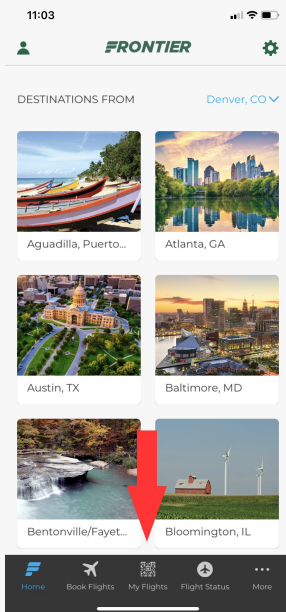 11:03
FRONTIER
DESTINATIONS FROM
Denver, CO
Aguadilla, Puerto...
Atlanta, GA
Austin, TX
Baltimore, MD
Bentonville/Fayet...
Bloomington, IL
Home
Book Flights
My Flights
Flight Status
More